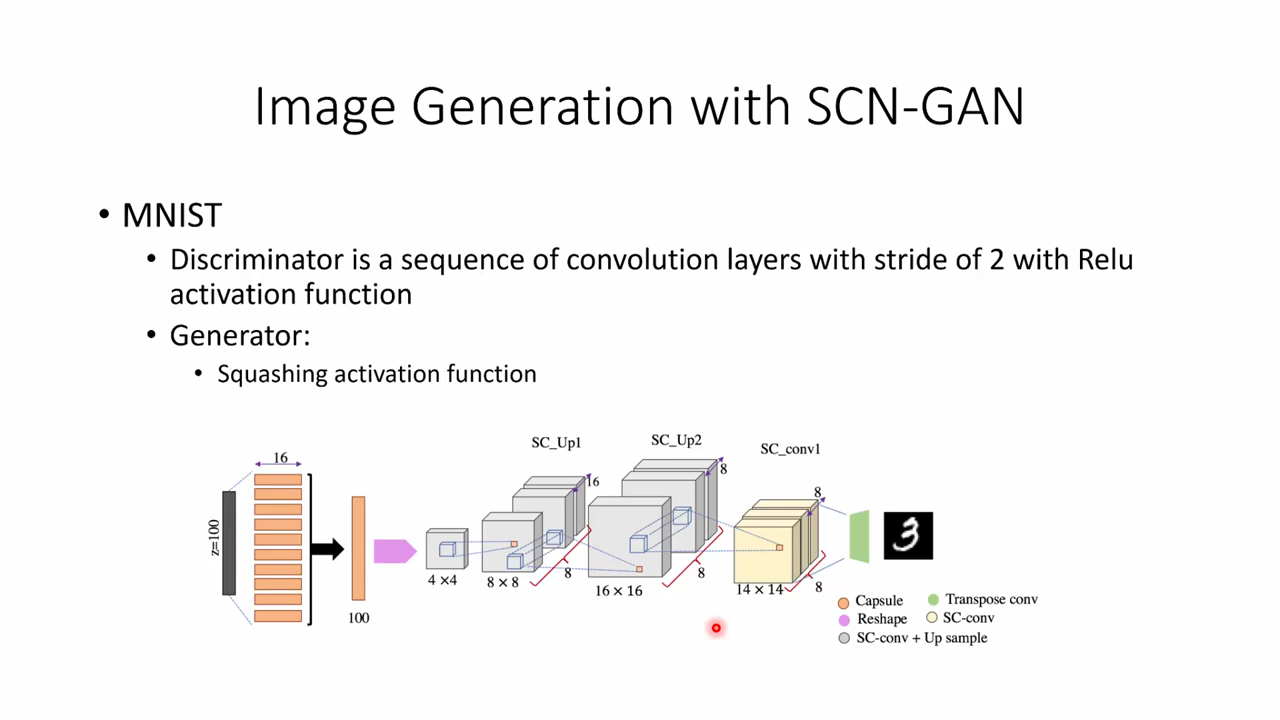 Image Generation with SCN-GAN
• MNIST
• Discriminator is a sequence of convolution layers with stride of 2 with Relu
activation function
• Generator:
• Squashing activation function
SC_Up1
SC_Up2
SC_conv1
16
16
8
8
z=100
4 ×4
8 × 8
8
16 × 16
8
14 × 14
8
100
Capsule
Transpose conv
Reshape
SC-conv
SC-conv + Up sample
3